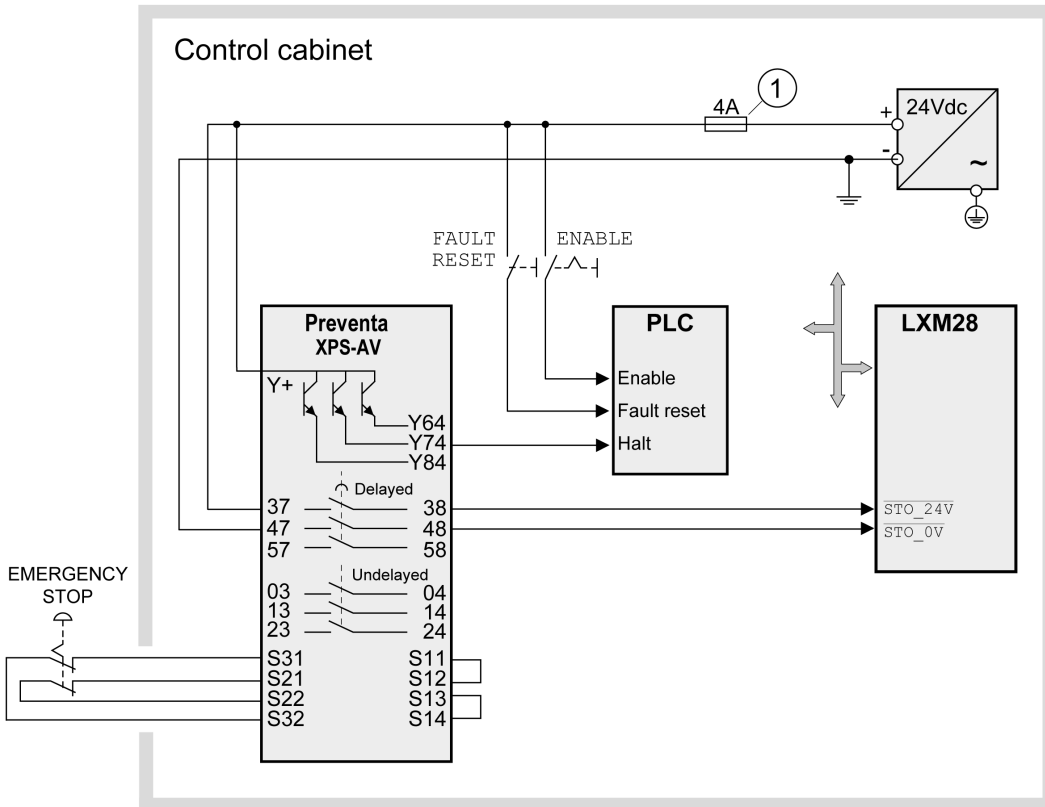 Control cabinet
1
4A
+
24Vdc
-
~
FAULT
RESET
ENABLE
Preventa
XPS-AV
Y+
Y64
Y74
Y84
Delayed
37 38
47 48
57 58
Undelayed
03 04
13 14
23 24
S31 S11
S21 S12
S22 S13
S32 S14
EMERGENCY
STOP
PLC
Enable
Fault reset
Halt
LXM28
STO_24V
STO_0V